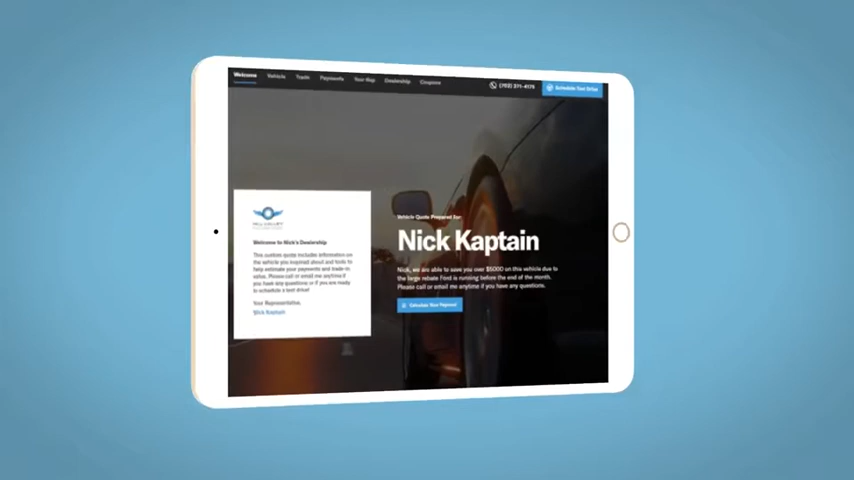 Welcome Vehicle Trade Payments Your Rep Dealership Coupons
Schedule Test Drive
Welcome to Nick's Dealership
This custom quote includes information on
the vehicle you inquired about and tools to
help estimate your payments and trade-in
value. Please call or email me anytime if
you have any questions or if you are ready
to schedule a test drive!
Your Representative,
Nick Kaptain
Vehicle Quote Prepared for:
Nick Kaptain
Nick, we are able to save you over $5000 on this vehicle due to
the large rebate Ford is running before the end of the month.
Please call or email me anytime if you have any questions.
Calculate Your Payment